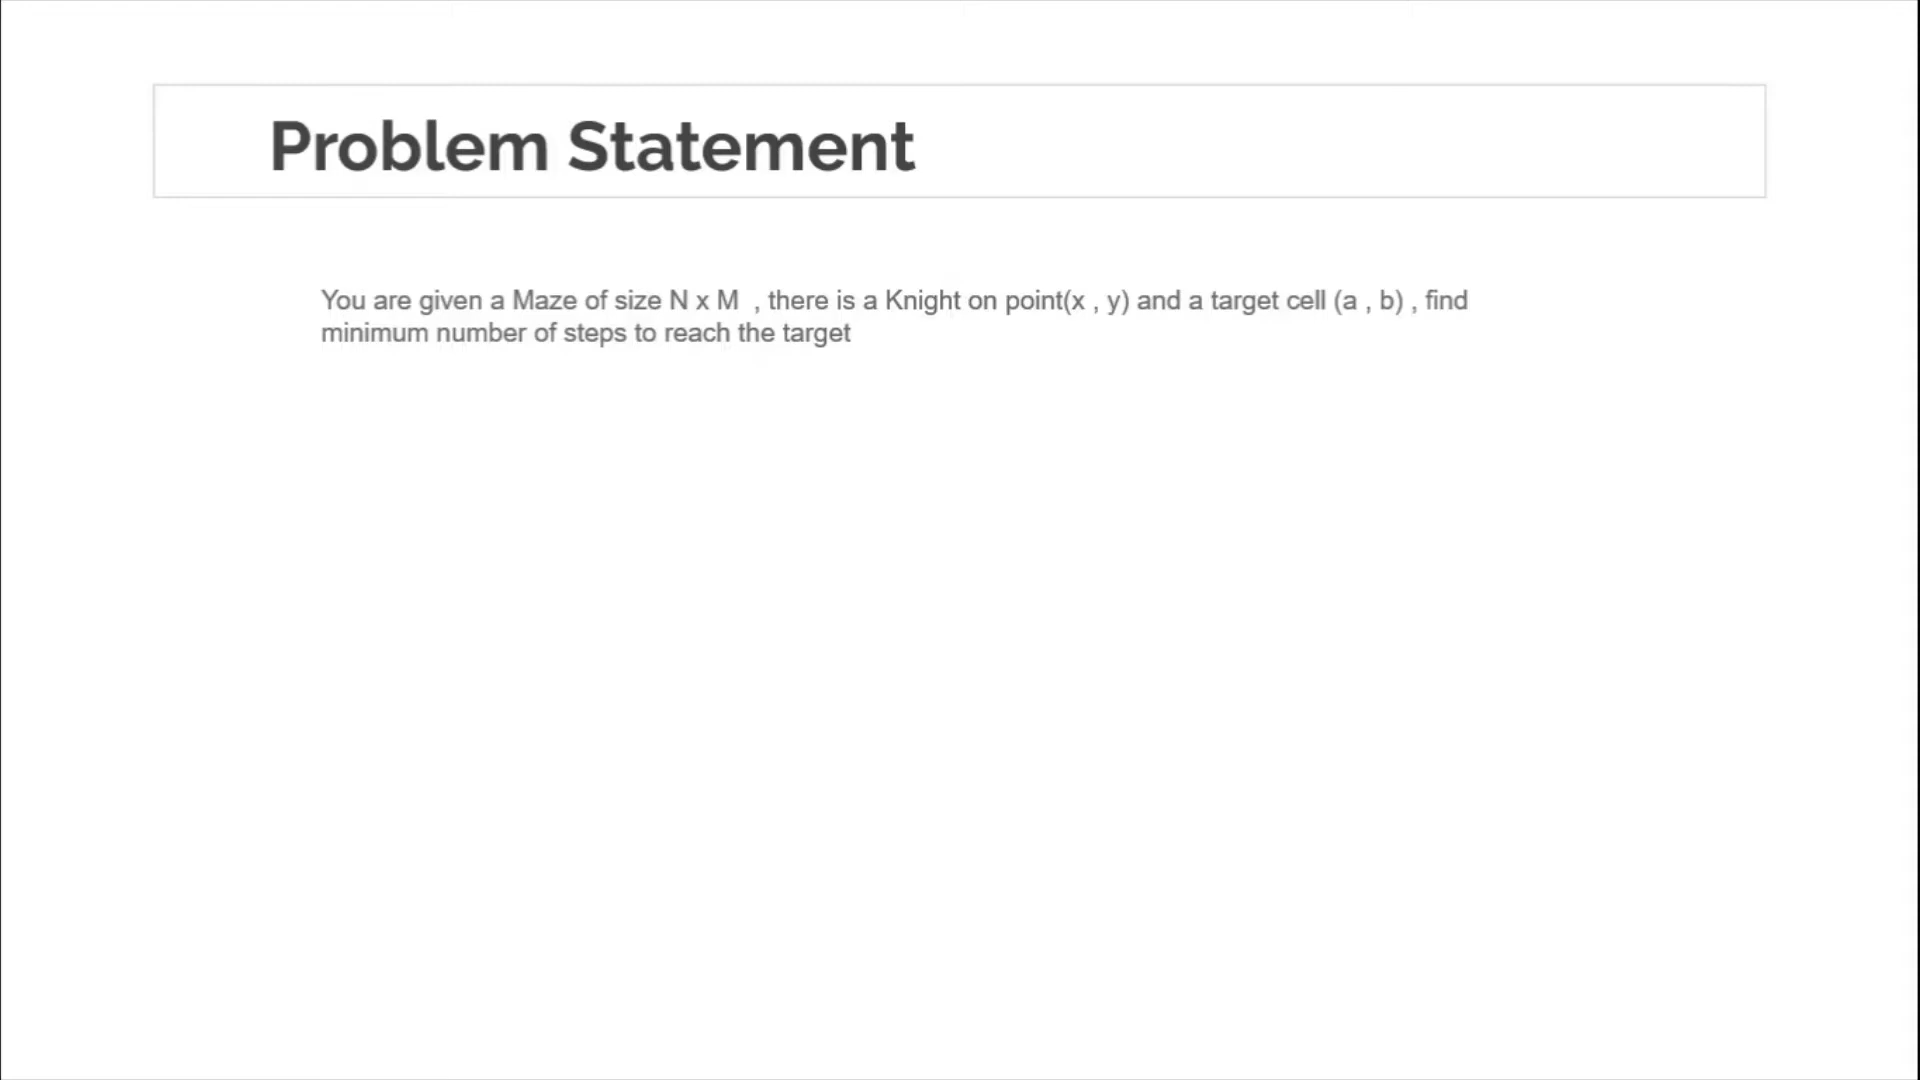 Problem Statement
You are given a Maze of size N x M  , there is a Knight on point(x , y) and a target cell (a , b) , find
minimum number of steps to reach the target